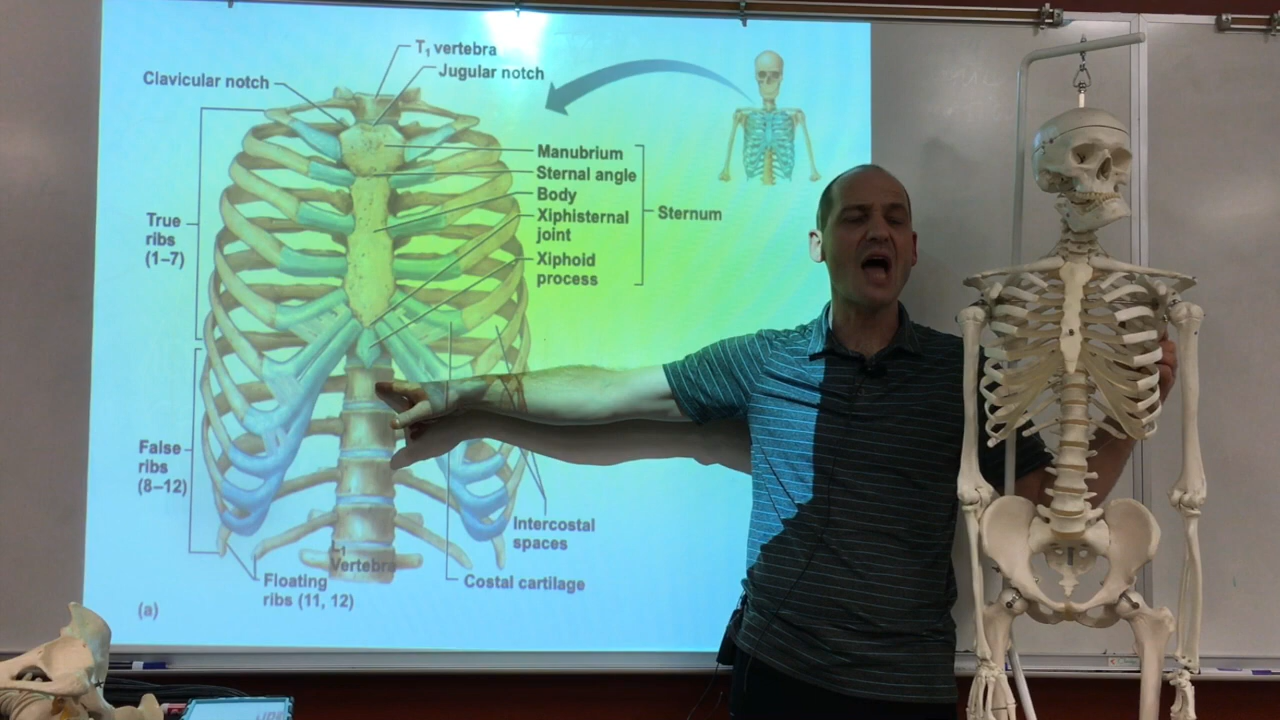 T1 vertebra
Jugular notch
Clavicular notch
Manubrium
Sternal angle
Body
Xiphisternal
joint
Xiphoid
process
Sternum
True
ribs
(1–7)
False
ribs
(8–12)
Intercostal
spaces
Costal cartilage
L1
Vertebra
Floating
ribs (11, 12)
(a)